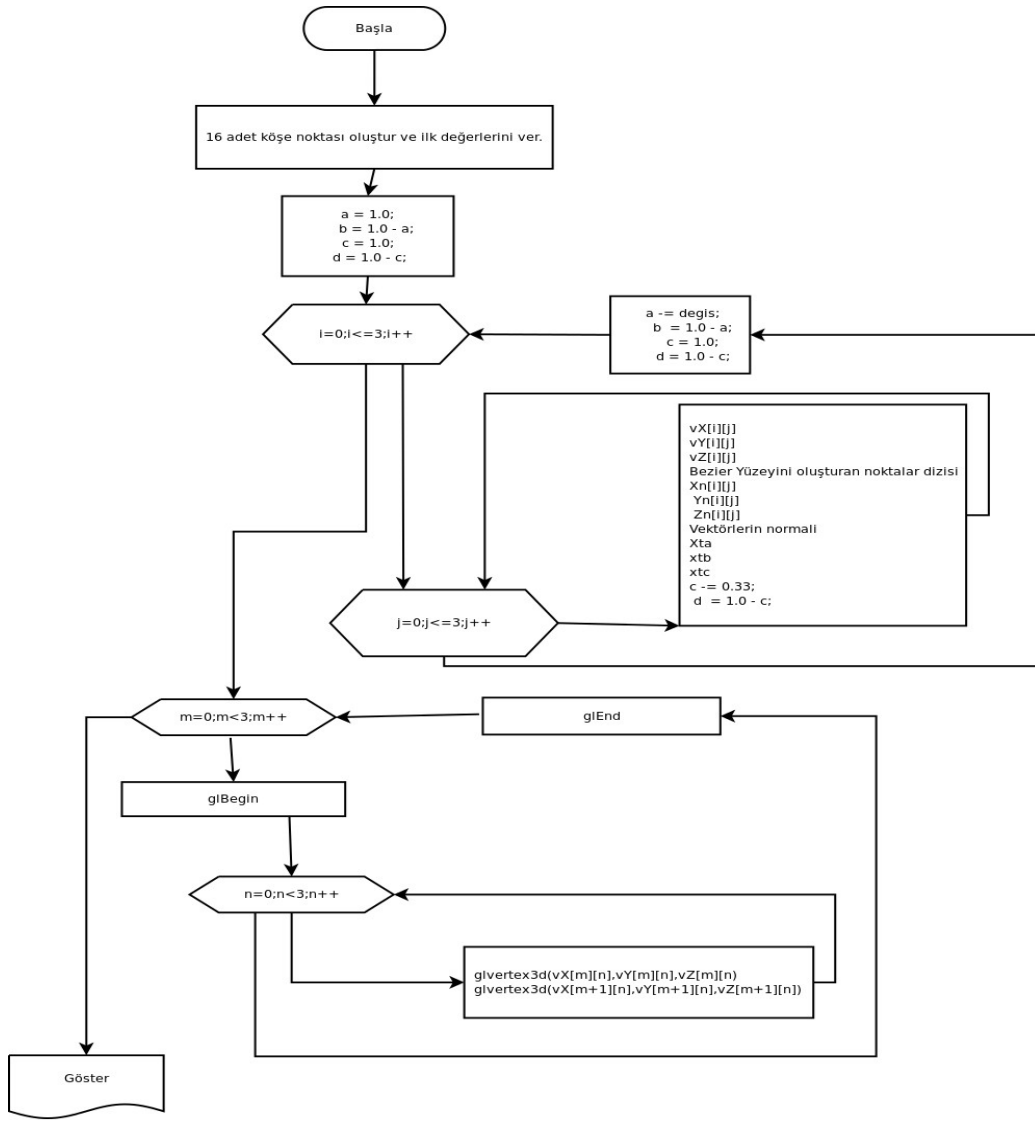 Başla
16 adet köşe noktası oluştur ve ilk değerlerini ver.
a = 1.0;
b = 1.0 - a;
c = 1.0;
d = 1.0 - c;
i=0;i<=3;i++
a -= degis;
b  = 1.0 - a;
c = 1.0;
d = 1.0 - c;
vX[i][j]
vY[i][j]
vZ[i][j]
Bezier Yüzeyini oluşturan noktalar dizisi
Xn[i][j]
Yn[i][j]
Zn[i][j]
Vektörlerin normali
Xta
xtb
xtc
c -= 0.33;
d  = 1.0 - c;
j=0;j<=3;j++
m=0;m<3;m++
glEnd
glBegin
n=0;n<3;n++
glvertex3d(vX[m][n],vY[m][n],vZ[m][n)
glvertex3d(vX[m+1][n],vY[m+1][n],vZ[m+1][n])
Göster